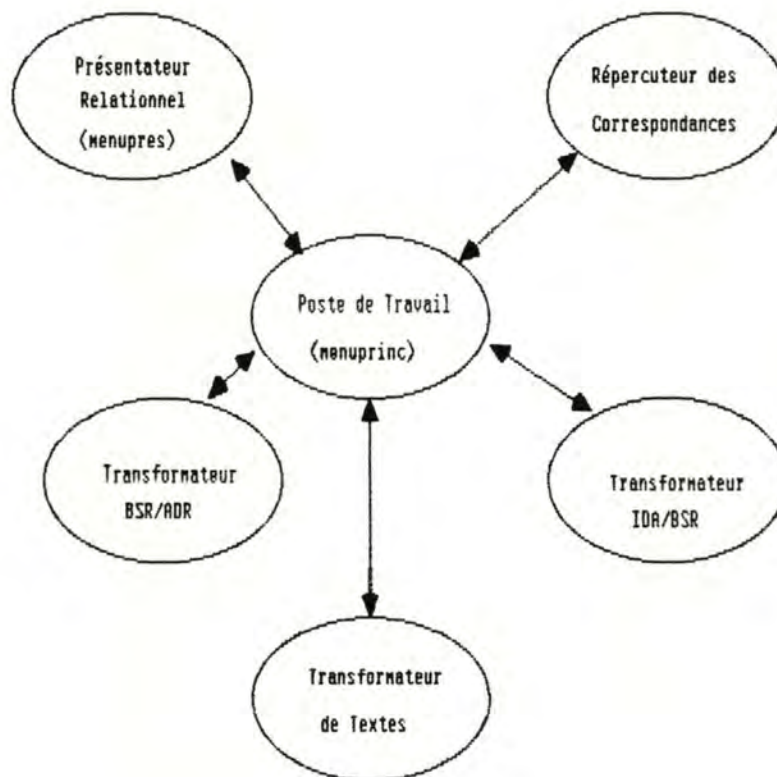 Présentateur
Relationnel
(menupres)
Répercuteur des
Correspondances
Poste de Travail
(menuprinc)
Transformateur
BSR/ADR
Transformateur
IDA/BSR
Transformateur
de Textes